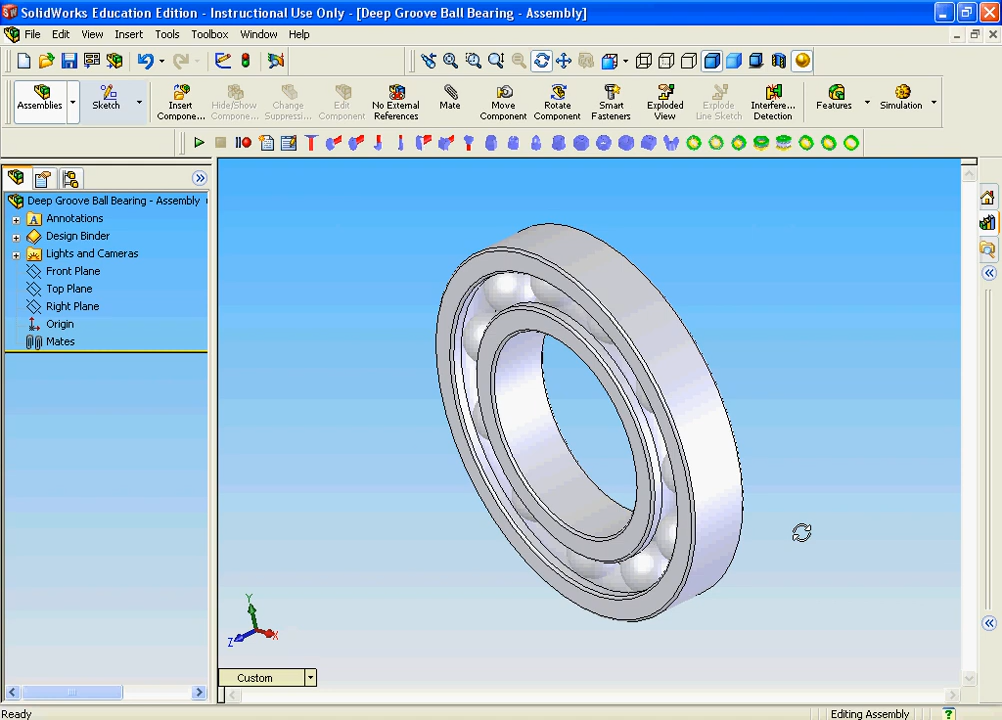 SolidWorks Education Edition - Instructional Use Only - [Deep Groove Ball Bearing - Assembly]
File Edit View Insert Tools Toolbox Window Help
Assemblies Sketch Insert Compone... Hide/Show Compone... Change Suppressi... Edit Component No External References Mate Move Component Rotate Component Smart Fasteners Exploded View Explode Line Sketch Interfere... Detection Features Simulation
Deep Groove Ball Bearing - Assembly
A Annotations
Design Binder
Lights and Cameras
Front Plane
Top Plane
Right Plane
Origin
Mates
Y
Z X
Custom
Ready Editing Assembly ?